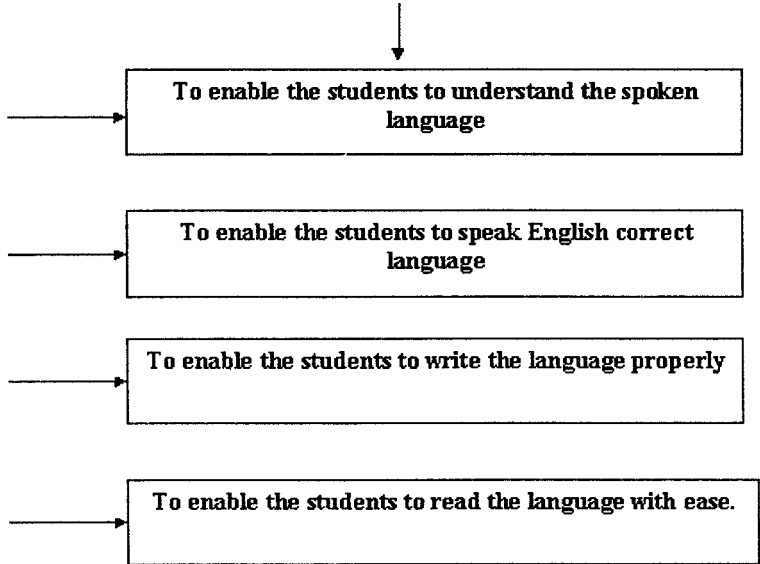 To enable the students to understand the spoken
language
To enable the students to speak English correct
language
To enable the students to write the language properly
To enable the students to read the language with ease.